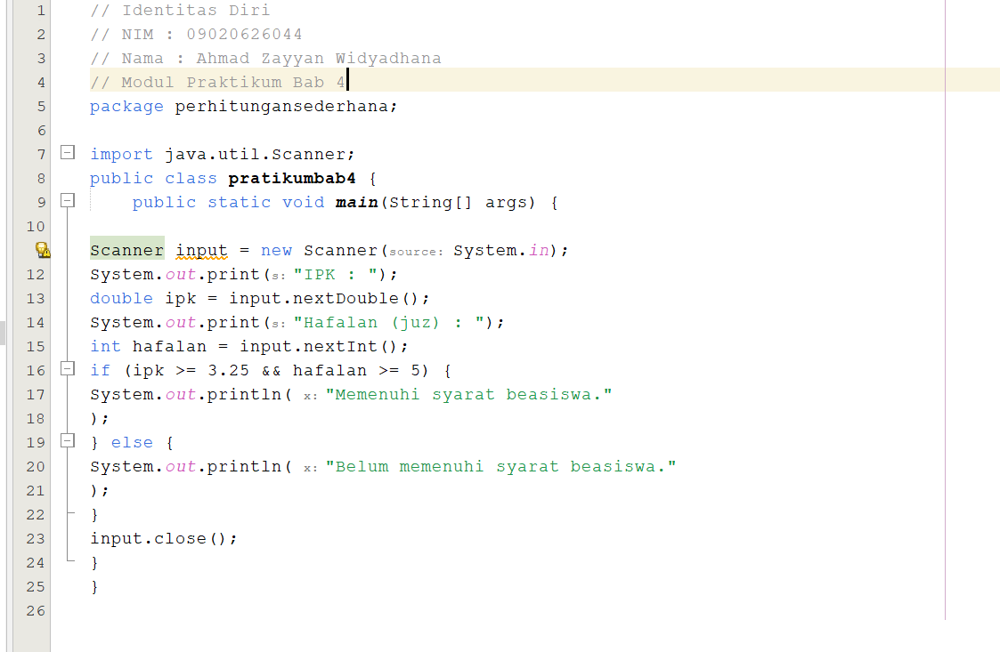 1 // Identitas Diri
2 // NIM : 09020626044
3 // Nama : Ahmad Zayyan Widyadhana
4 // Modul Praktikum Bab 4
5 package perhitungansederhana;
6
7 import java.util.Scanner;
8 public class pratikumbab4 {
9 public static void main(String[] args) {
10
Scanner input = new Scanner(source: System.in);
12 System.out.print(s: "IPK : ");
13 double ipk = input.nextDouble();
14 System.out.print(s: "Hafalan (juz) : ");
15 int hafalan = input.nextInt();
16 if (ipk >= 3.25 && hafalan >= 5) {
17 System.out.println( x: "Memenuhi syarat beasiswa."
18 );
19 } else {
20 System.out.println( x: "Belum memenuhi syarat beasiswa."
21 );
22 }
23 input.close();
24 }
25 }
26